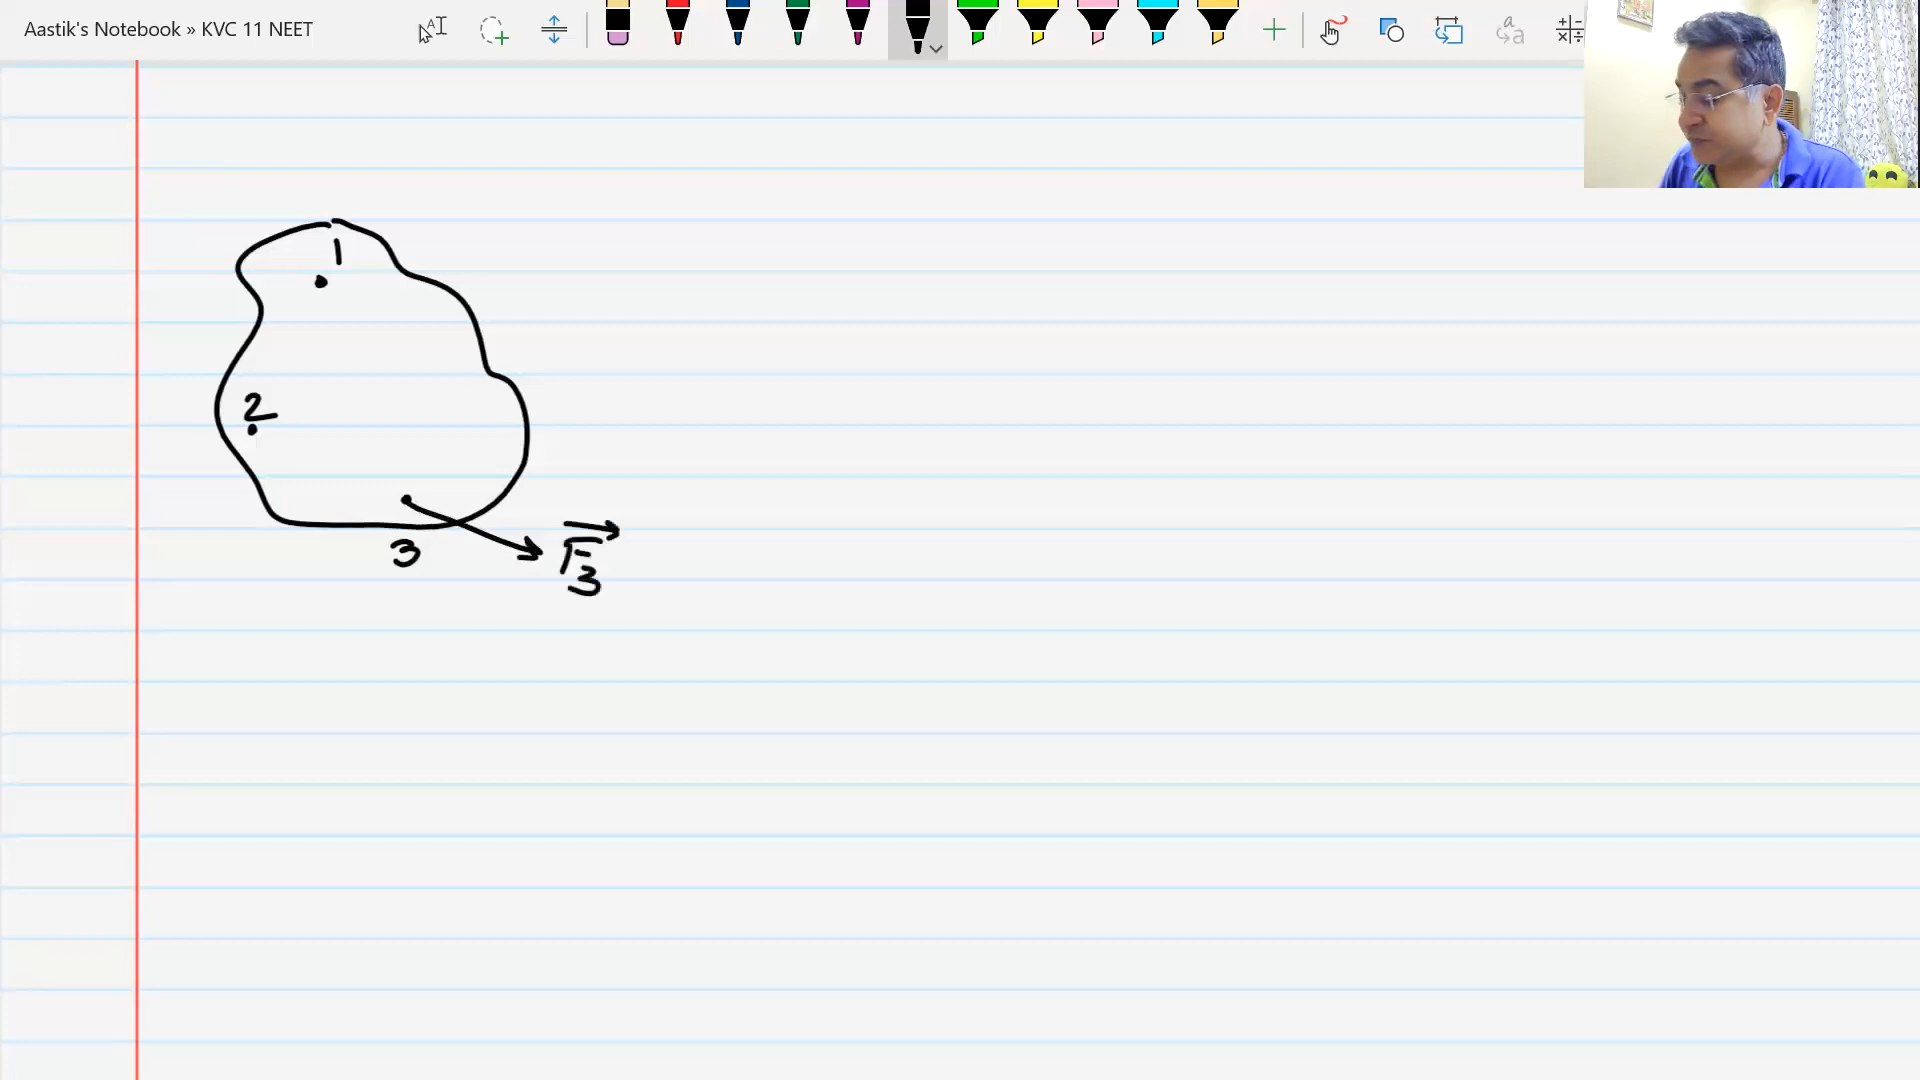 Aastik's Notebook » KVC 11 NEET
1
2
3
F₃